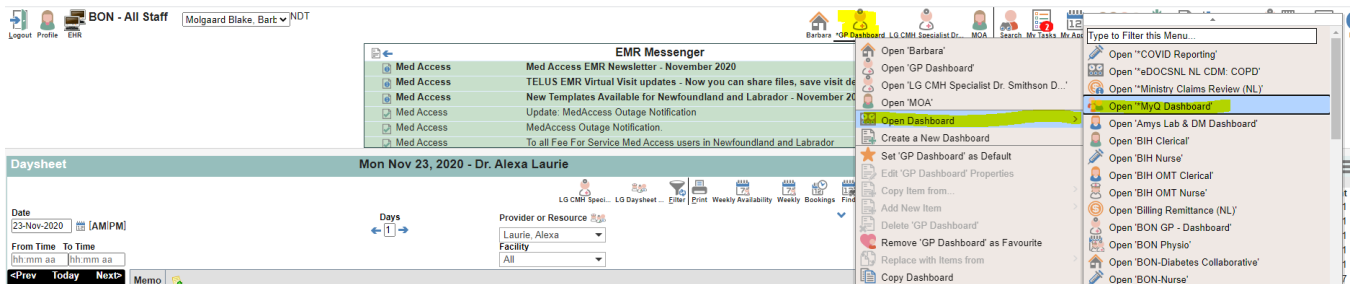 BON - All Staff
Molgaard Blake, Bart
NDT
Logout Profile EHR
Barbara *GP Dashboard LG CMH Specialist Dr... MOA Search My Tasks My
2
12
EMR Messenger
Med Access Med Access EMR Newsletter - November 2020
Med Access TELUS EMR Virtual Visit updates - Now you can share files, save visit
Med Access New Templates Available for Newfoundland and Labrador - November
Med Access Update: MedAccess Outage Notification
Med Access MedAccess Outage Notification.
Med Access To all Fee For Service Med Access users in Newfoundland and Labrador
Daysheet
Mon Nov 23, 2020 - Dr. Alexa Laurie
LG CMH Speci... LG Daysheet ... Filter Print Weekly Availability Weekly Bookings Find
Date
23-Nov-2020
[AM|PM]
Days
1
Provider or Resource
Laurie, Alexa
Facility
All
From Time To Time
hh:mm aa hh:mm aa
<Prev Today Next>
Memo
Open 'Barbara'
Open 'GP Dashboard'
Open 'LG CMH Specialist Dr. Smithson D...'
Open 'MOA'
Open Dashboard
Create a New Dashboard
Set 'GP Dashboard' as Default
Edit 'GP Dashboard' Properties
Copy Item from...
Add New Item
Delete 'GP Dashboard'
Remove 'GP Dashboard' as Favourite
Replace with Items from
Copy Dashboard
Type to Filter this Menu...
Open '*COVID Reporting'
Open '*eDOCSNL NL CDM: COPD'
Open '*Ministry Claims Review (NL)'
Open '*MyQ Dashboard'
Open 'Amys Lab & DM Dashboard'
Open 'BIH Clerical'
Open 'BIH Nurse'
Open 'BIH OMT Clerical'
Open 'BIH OMT Nurse'
Open 'Billing Remittance (NL)'
Open 'BON GP - Dashboard'
Open 'BON Physio'
Open 'BON-Diabetes Collaborative'
Open 'BON-Nurse'